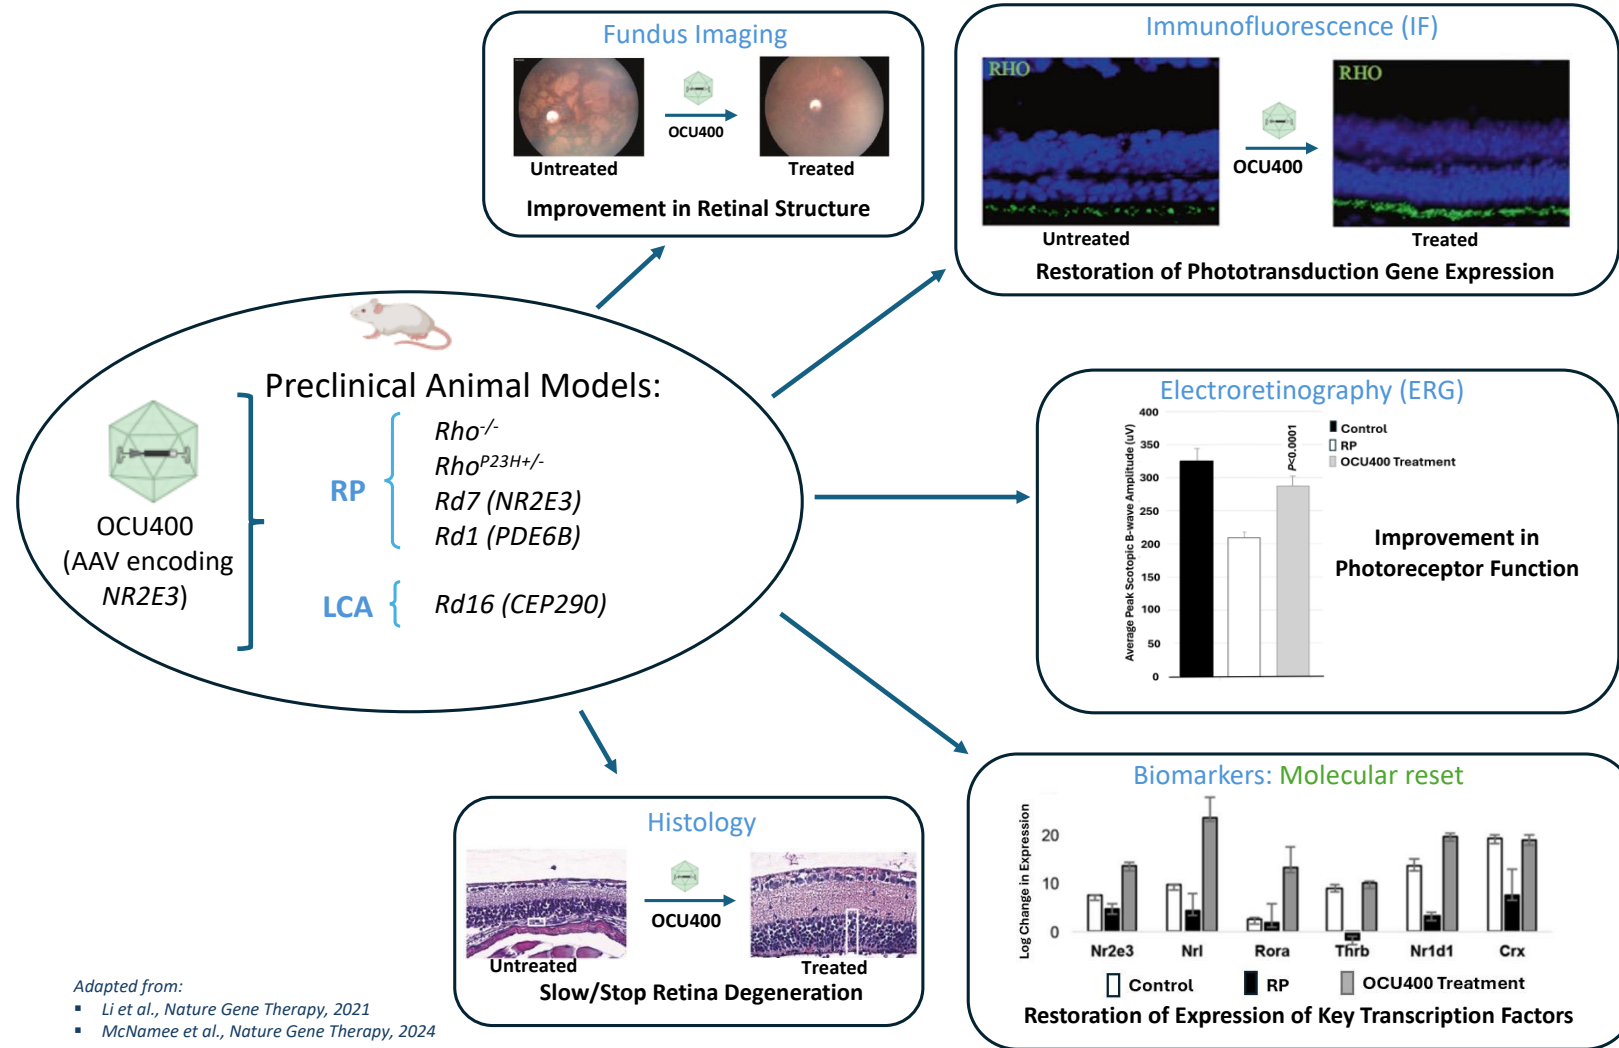 Fundus Imaging
OCU400
Untreated
Treated
Improvement in Retinal Structure
Immunofluorescence (IF)
RHO
RHO
OCU400
Untreated
Treated
Restoration of Phototransduction Gene Expression
Preclinical Animal Models:
OCU400
(AAV encoding
NR2E3)
RP
Rho-/-
RhoP23H+/-
Rd7 (NR2E3)
Rd1 (PDE6B)
LCA
Rd16 (CEP290)
Electroretinography (ERG)
Average Peak Scotopic B-wave Amplitude (uV)
400
350
300
250
200
150
100
50
0
P<0.0001
Control
RP
OCU400 Treatment
Improvement in
Photoreceptor Function
Histology
OCU400
Untreated
Treated
Slow/Stop Retina Degeneration
Biomarkers: Molecular reset
Log Change in Expression
20
10
0
Nr2e3
Nrl
Rora
Thrb
Nr1d1
Crx
Control
RP
OCU400 Treatment
Restoration of Expression of Key Transcription Factors
Adapted from:
▪ Li et al., Nature Gene Therapy, 2021
▪ McNamee et al., Nature Gene Therapy, 2024